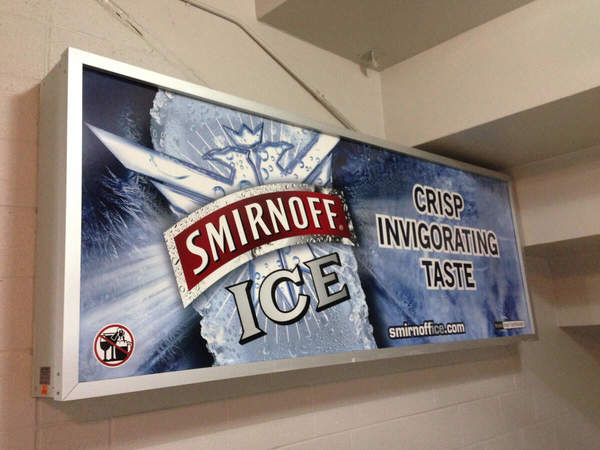 SMIRNOFF
ICE
CRISP
INVIGORATING
TASTE
smirnoffice.com